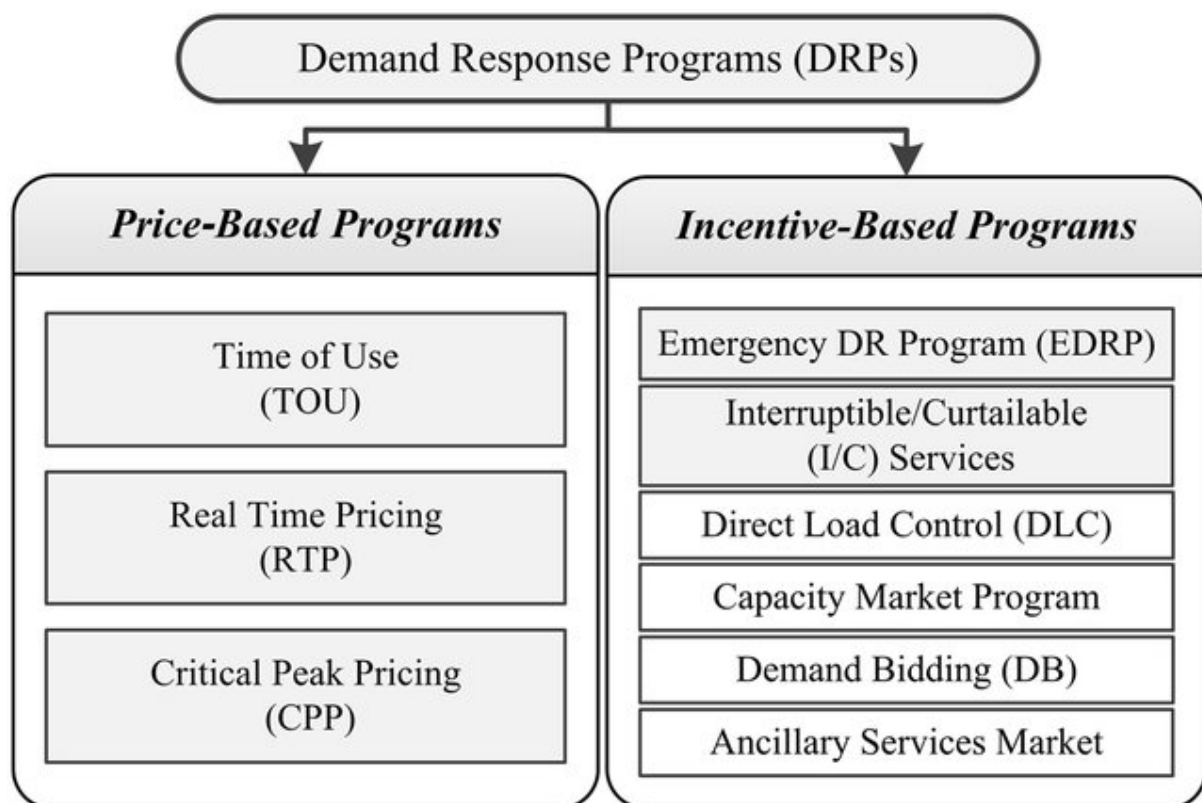 Demand Response Programs (DRPs)
Price-Based Programs
Time of Use
(TOU)
Real Time Pricing
(RTP)
Critical Peak Pricing
(CPP)
Incentive-Based Programs
Emergency DR Program (EDRP)
Interruptible/Curtailable
(I/C) Services
Direct Load Control (DLC)
Capacity Market Program
Demand Bidding (DB)
Ancillary Services Market